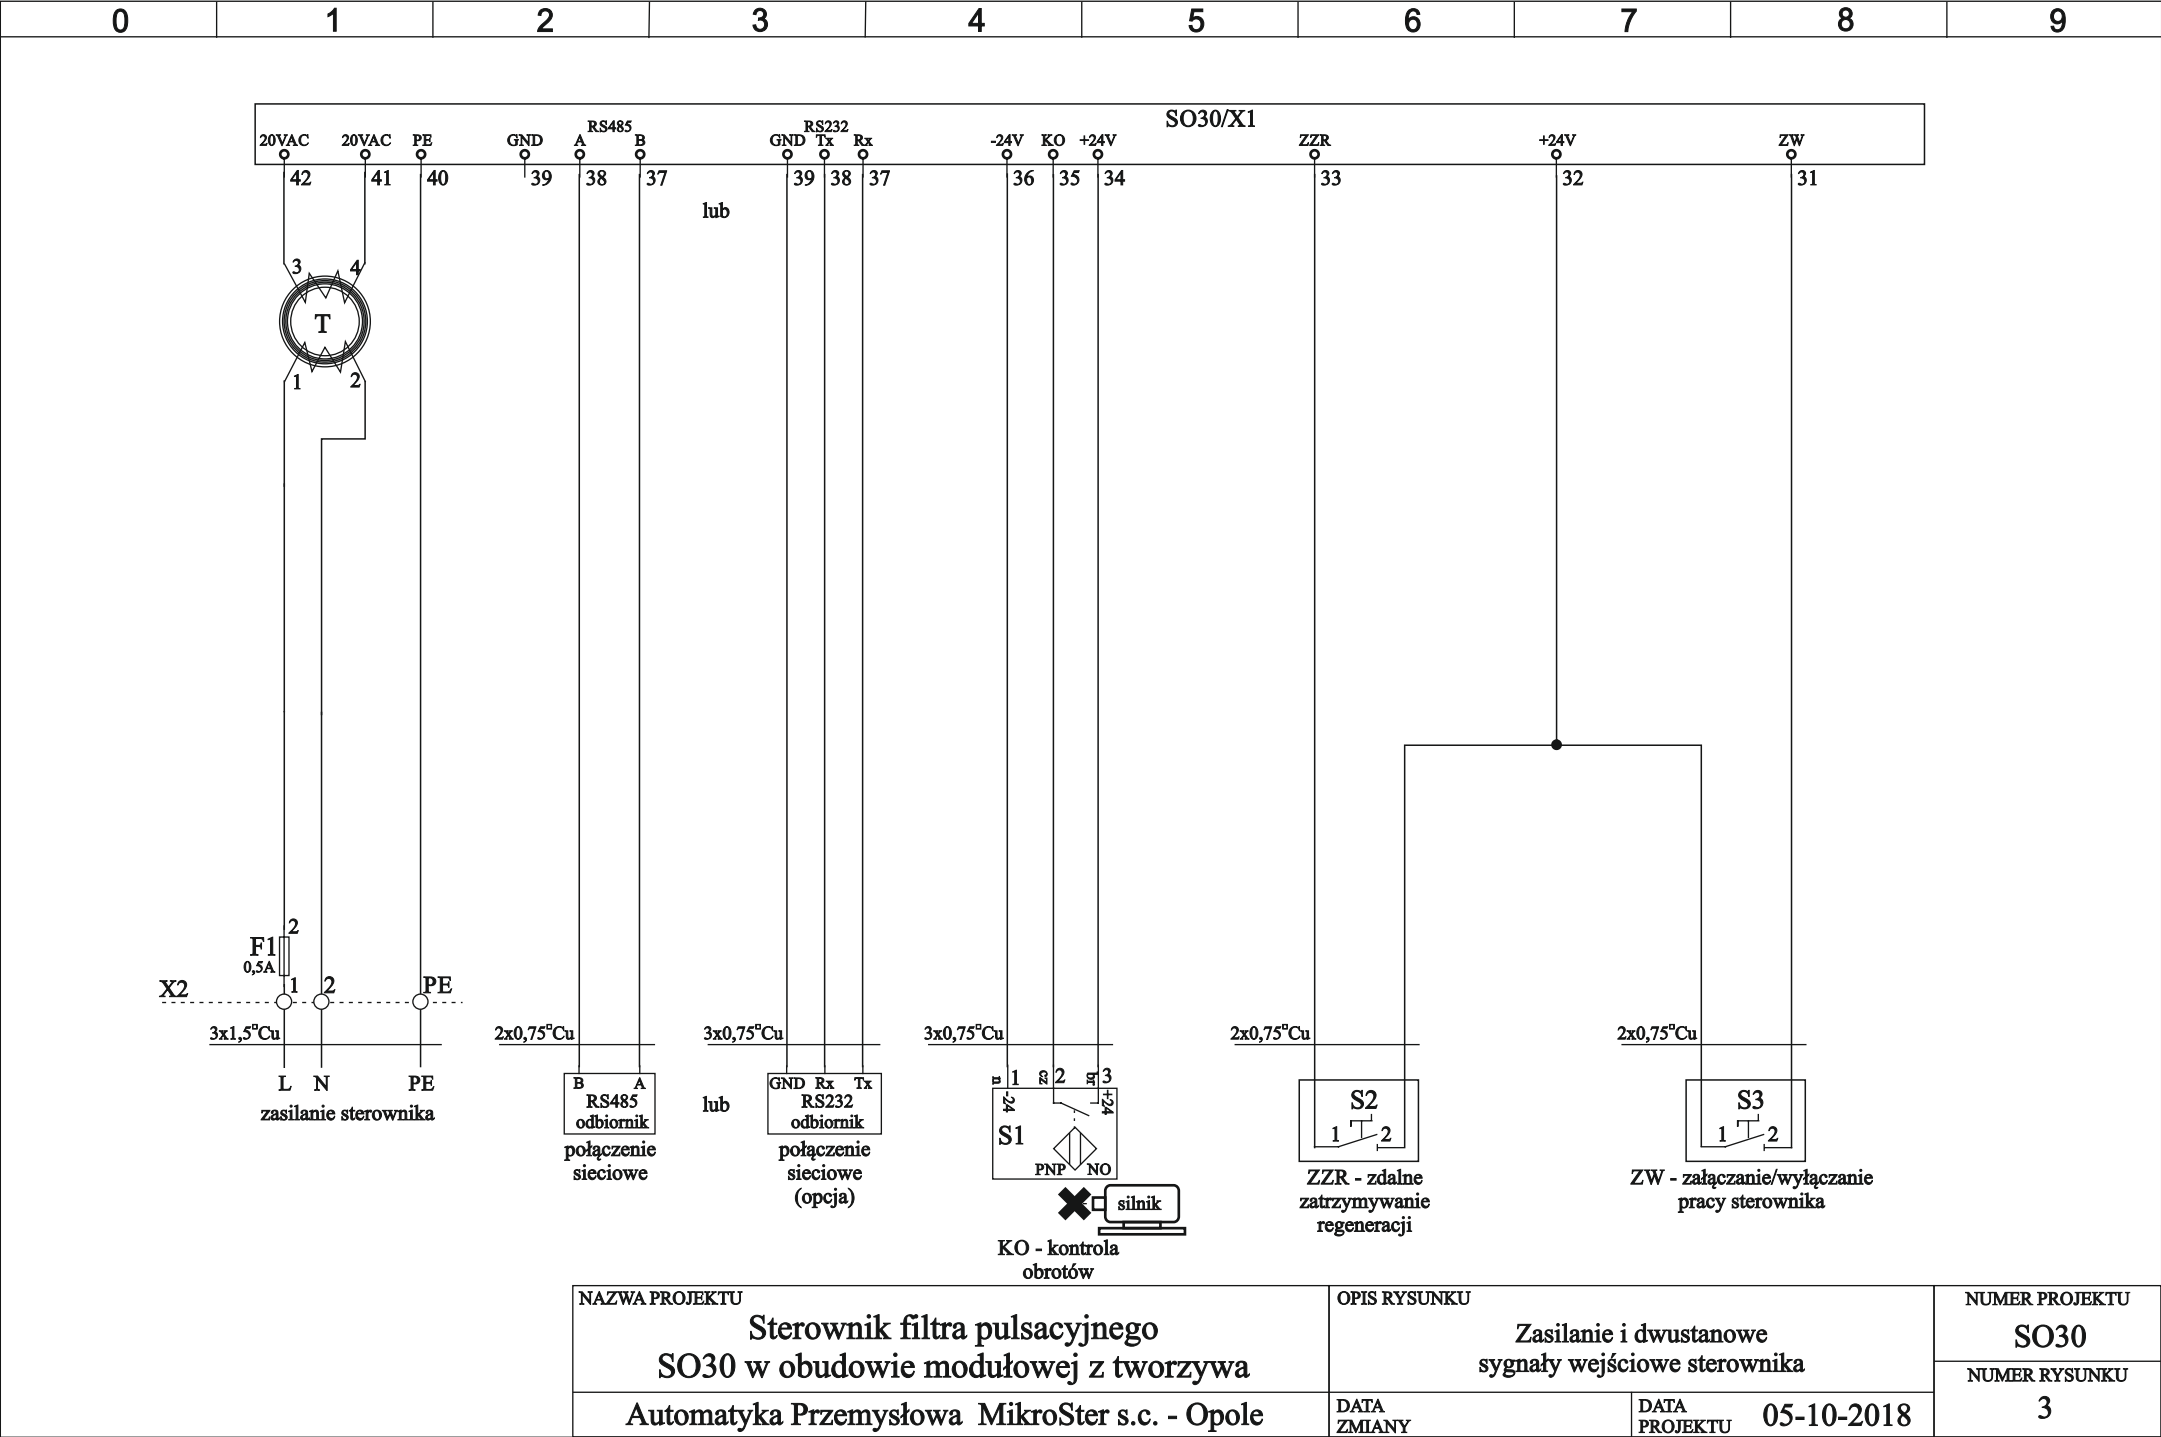 0 1 2 3 4 5 6 7 8 9
SO30/X1
RS485 RS232
20VAC 20VAC PE GND A B GND Tx Rx -24V KO +24V ZZR +24V ZW
42 41 40 39 38 37 39 38 37 36 35 34 33 32 31
lub
3 4
T
1 2
2
F1
0,5A
X2 1 2 PE
3x1,5□Cu 2x0,75□Cu 3x0,75□Cu 3x0,75□Cu 2x0,75□Cu 2x0,75□Cu
L N PE
zasilanie sterownika
B A
RS485
odbiornik
połączenie
sieciowe
lub
GND Rx Tx
RS232
odbiornik
połączenie
sieciowe
(opcja)
n 1 cz 2 br 3
-24 +24
S1
PNP NO
silnik
KO - kontrola
obrotów
S2
1 2
ZZR - zdalne
zatrzymywanie
regeneracji
S3
1 2
ZW - załączanie/wyłączanie
pracy sterownika
NAZWA PROJEKTU
Sterownik filtra pulsacyjnego
SO30 w obudowie modułowej z tworzywa
Automatyka Przemysłowa MikroSter s.c. - Opole
OPIS RYSUNKU
Zasilanie i dwustanowe
sygnały wejściowe sterownika
DATA
ZMIANY
DATA
PROJEKTU
05-10-2018
NUMER PROJEKTU
SO30
NUMER RYSUNKU
3